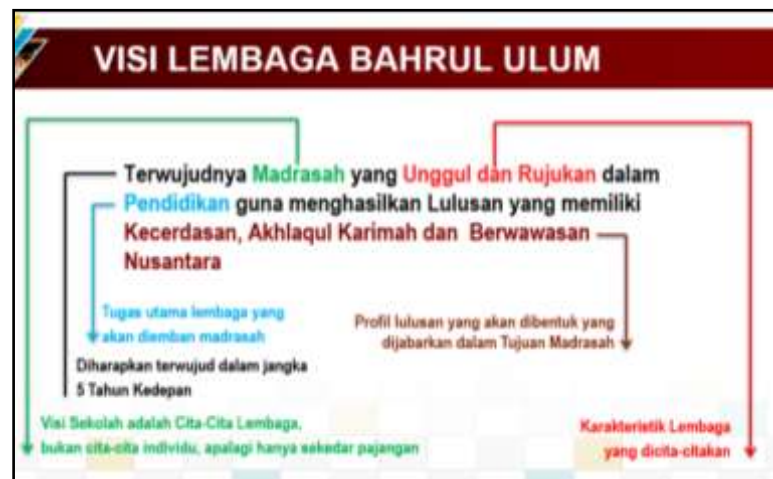 VISI LEMBAGA BAHRUL ULUM
Terwujudnya Madrasah yang Unggul dan Rujukan dalam
Pendidikan guna menghasilkan Lulusan yang memiliki
Kecerdasan, Akhlaqul Karimah dan Berwawasan
Nusantara
Tugas utama lembaga yang
akan diemban madrasah
Profil lulusan yang akan dibentuk yang
dijabarkan dalam Tujuan Madrasah
Diharapkan terwujud dalam jangka
5 Tahun Kedepan
Visi Sekolah adalah Cita-Cita Lembaga,
bukan cita-cita individu, apalagi hanya sekedar pajangan
Karakteristik Lembaga
yang dicita-citakan